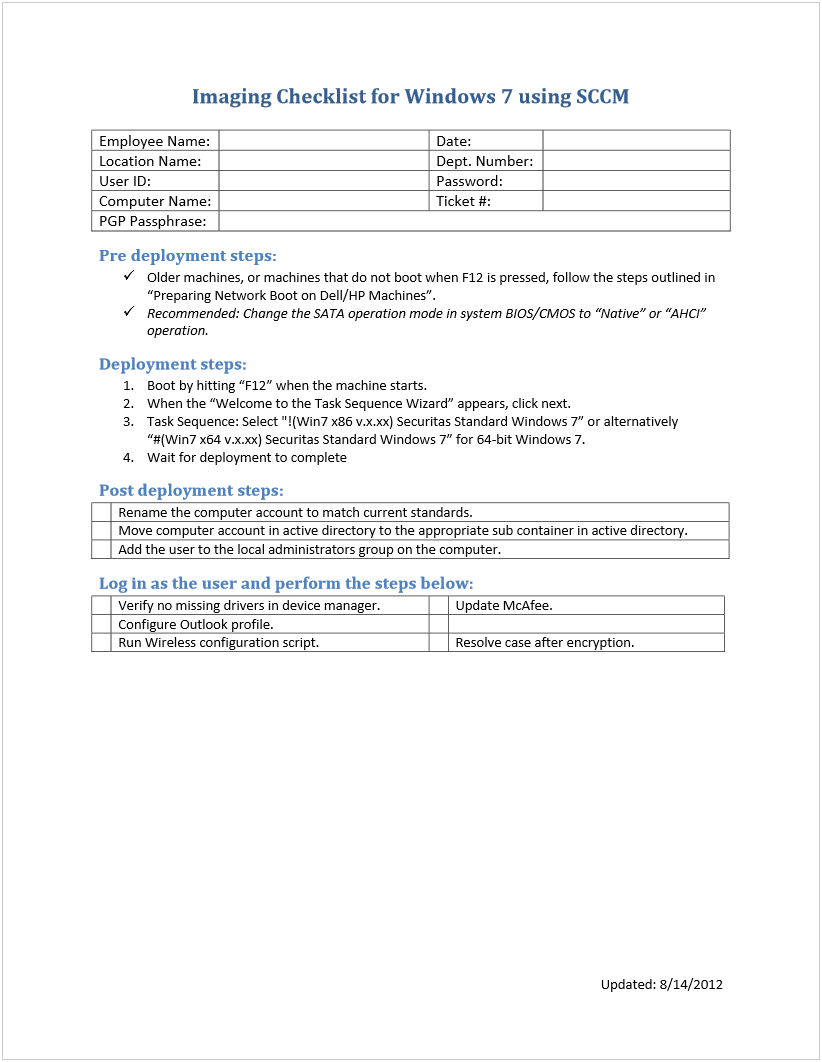 Imaging Checklist for Windows 7 using SCCM
Employee Name: Date:
Location Name: Dept. Number:
User ID: Password:
Computer Name: Ticket #:
PGP Passphrase:
Pre deployment steps:
✓ Older machines, or machines that do not boot when F12 is pressed, follow the steps outlined in
“Preparing Network Boot on Dell/HP Machines”.
✓ Recommended: Change the SATA operation mode in system BIOS/CMOS to “Native” or “AHCI”
operation.
Deployment steps:
1. Boot by hitting “F12” when the machine starts.
2. When the “Welcome to the Task Sequence Wizard” appears, click next.
3. Task Sequence: Select "!(Win7 x86 v.x.xx) Securitas Standard Windows 7” or alternatively
“#(Win7 x64 v.x.xx) Securitas Standard Windows 7” for 64-bit Windows 7.
4. Wait for deployment to complete
Post deployment steps:
Rename the computer account to match current standards.
Move computer account in active directory to the appropriate sub container in active directory.
Add the user to the local administrators group on the computer.
Log in as the user and perform the steps below:
Verify no missing drivers in device manager. Update McAfee.
Configure Outlook profile.
Run Wireless configuration script. Resolve case after encryption.
Updated: 8/14/2012